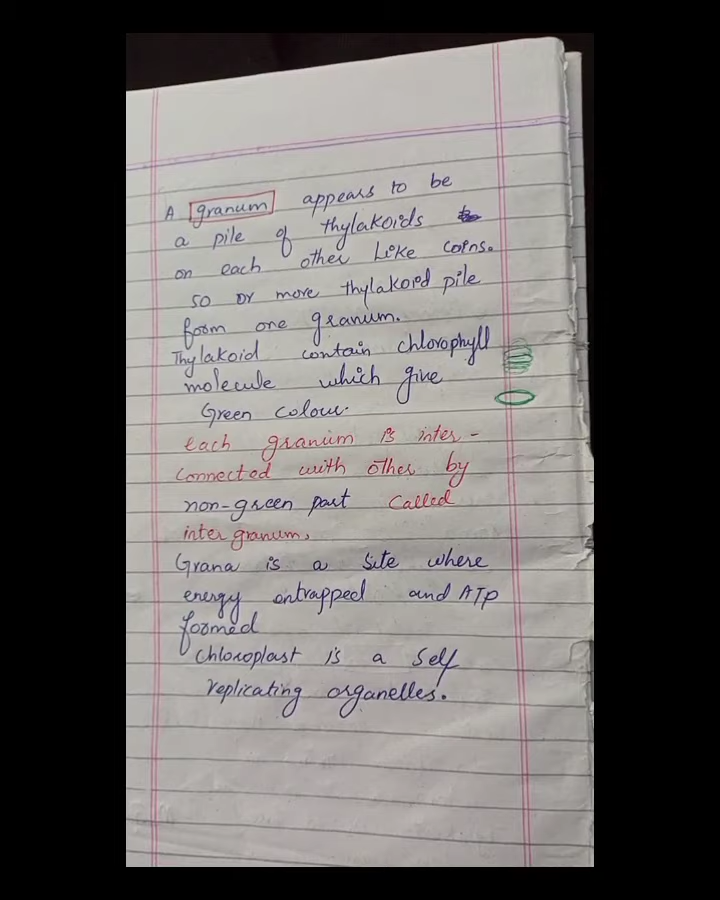 A granum appears to be
a pile of thylakoids
on each other Like coins.
50 or more thylakoid pile
form one granum.
Thylakoid contain chlorophyll
molecule which give
Green colour.
each granum is inter-
connected with other by
non-green part called
inter granum.
Grana is a site where
energy entrapped and ATP
formed
Chloroplast is a self
replicating organelles.